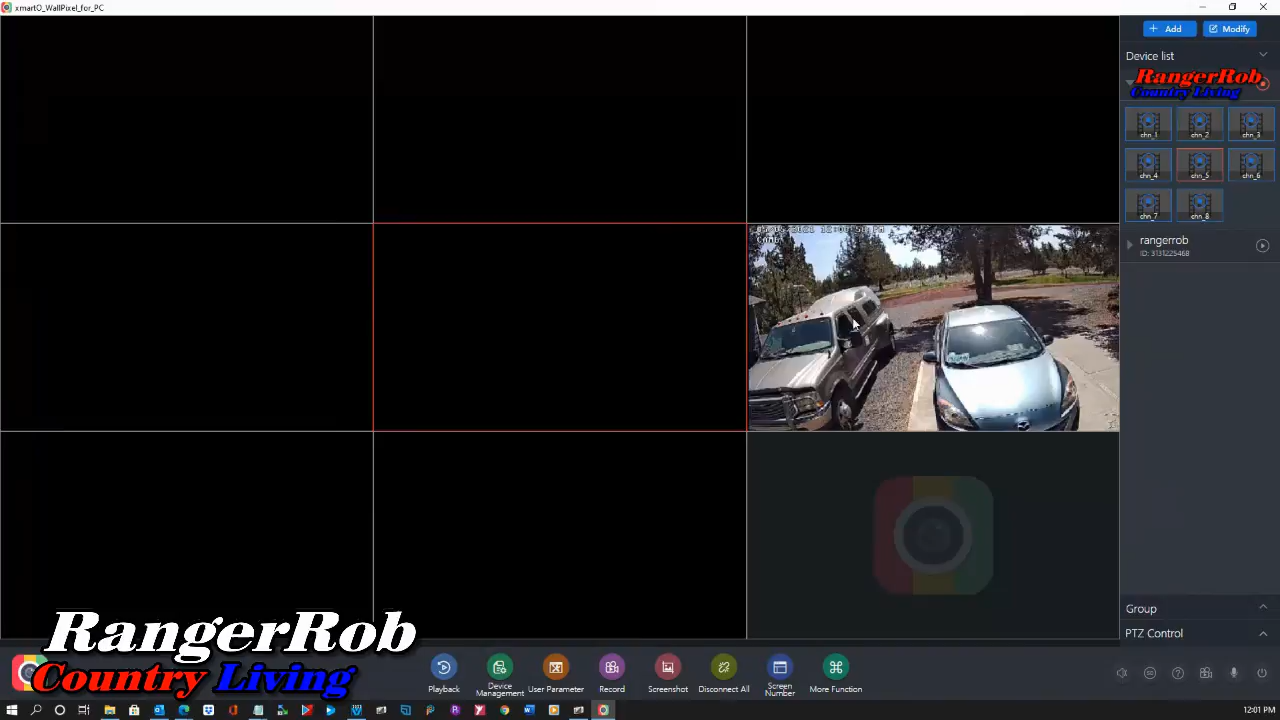 xmartO_WallPixel_for_PC
Add
Modify
Device list
RangerRob
Country Living
chn_1
chn_2
chn_3
chn_4
chn_5
chn_6
chn_7
chn_8
rangerrob
ID: 3131225468
Group
PTZ Control
RangerRob
Country Living
Playback
Device Management
User Parameter
Record
Screenshot
Disconnect All
Screen Number
More Function
12:01 PM